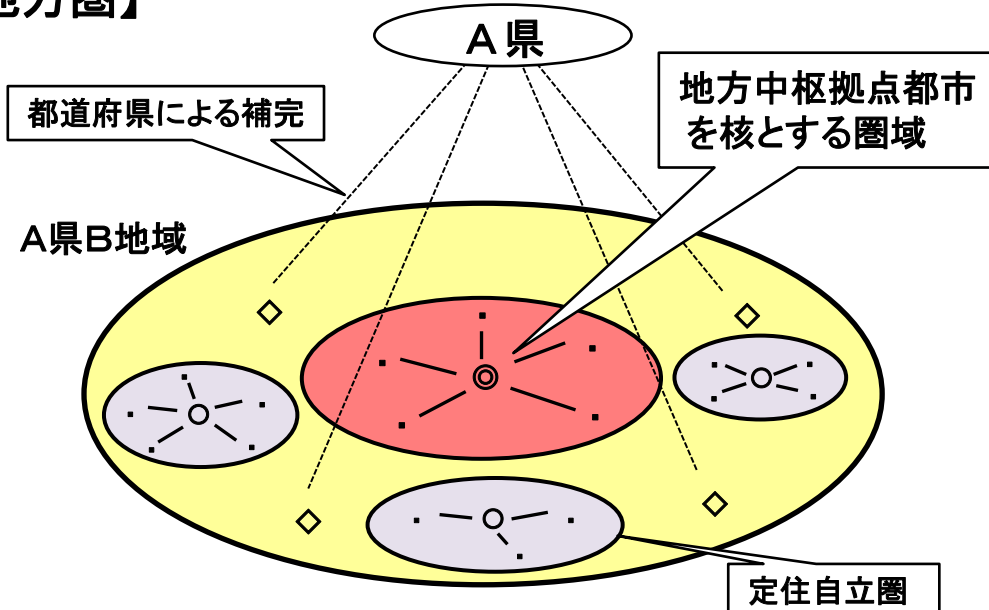 地方圏】
A県
都道府県による補完
地方中枢拠点都市
を核とする圏域
A県B地域
定住自立圏